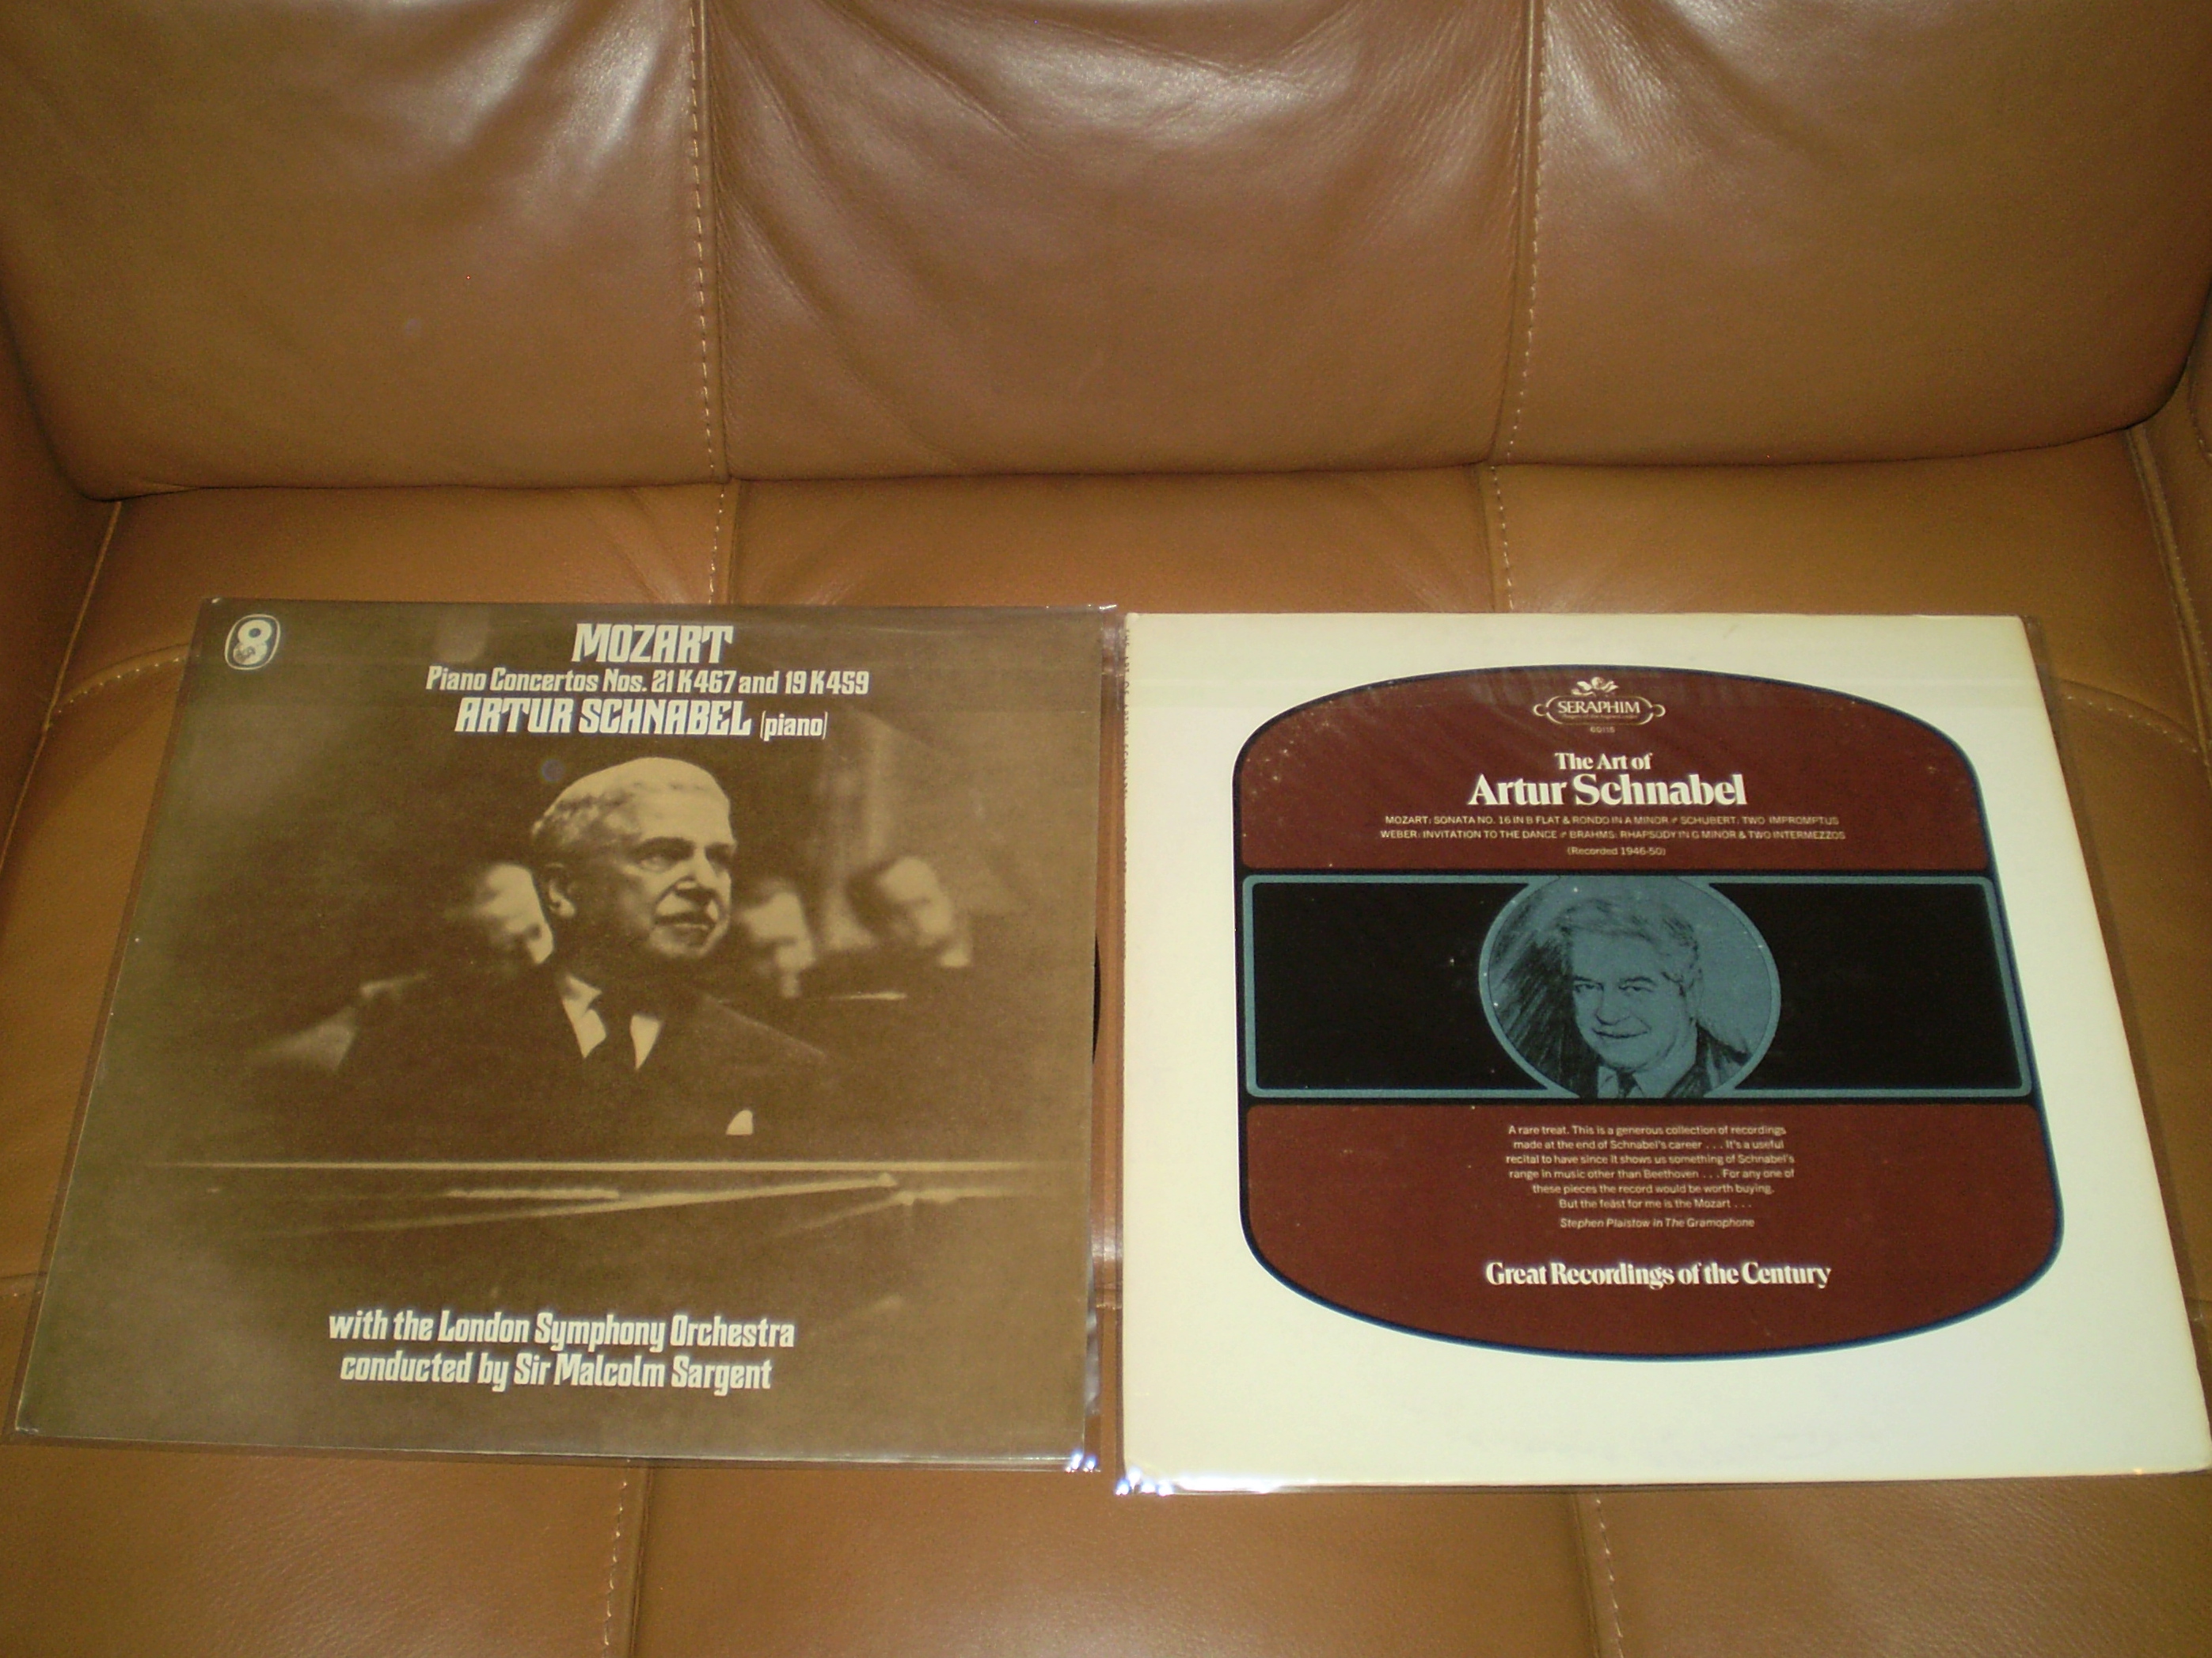 MOZART
Piano Concertos Nos. 21 K467 and 19 K459
ARTUR SCHNABEL (piano)
with the London Symphony Orchestra
conducted by Sir Malcolm Sargent
SERAPHIM
The Art of
Artur Schnabel
MOZART: SONATA NO. 16 IN B FLAT & RONDO IN A MINOR SCHUBERT: TWO IMPROMPTUS
WEBER: INVITATION TO THE DANCE BRAHMS: RHAPSODY IN G MINOR & TWO INTERMEZZOS
(Recorded 1946-50)
A rare treat. This is a generous collection of recordings
made at the end of Schnabel's career . . . It's a useful
recital to have since it shows us something of Schnabel's
range in music other than Beethoven . . . For any one of
these pieces the record would be worth buying.
But the feast for me is the Mozart . . .
Stephen Plaistow in The Gramophone
Great Recordings of the Century